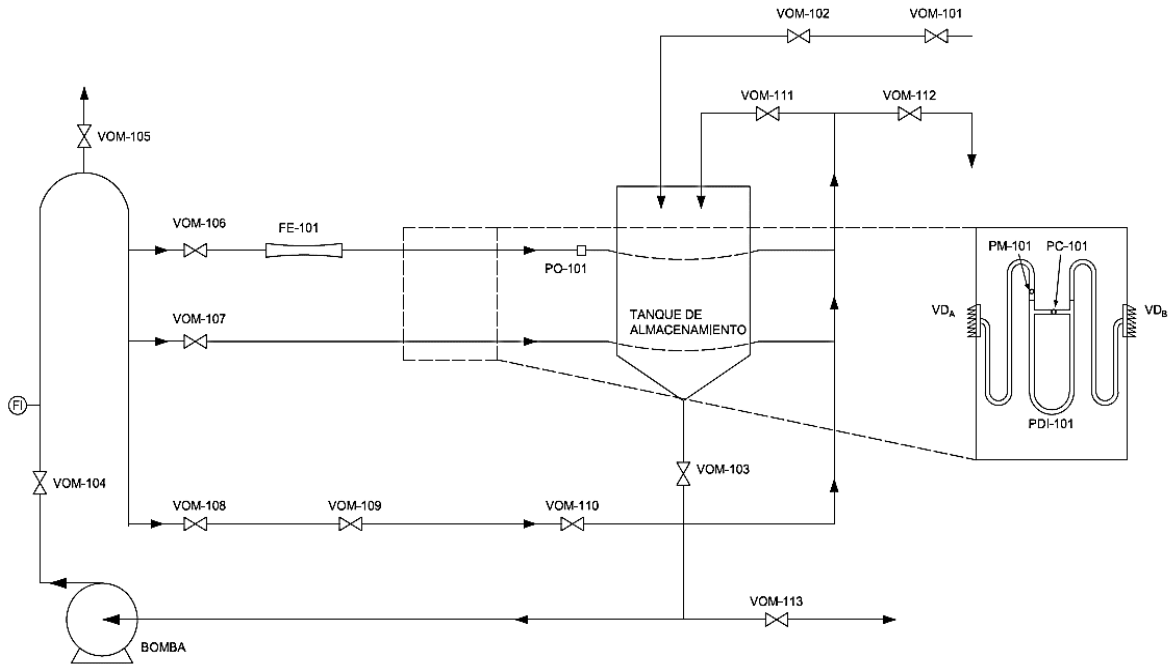 VOM-102
VOM-101
VOM-111
VOM-112
VOM-105
VOM-106
FE-101
PO-101
PM-101
PC-101
VDA
VDB
VOM-107
TANQUE DE
ALMACENAMIENTO
PDI-101
FI
VOM-104
VOM-103
VOM-108
VOM-109
VOM-110
VOM-113
BOMBA